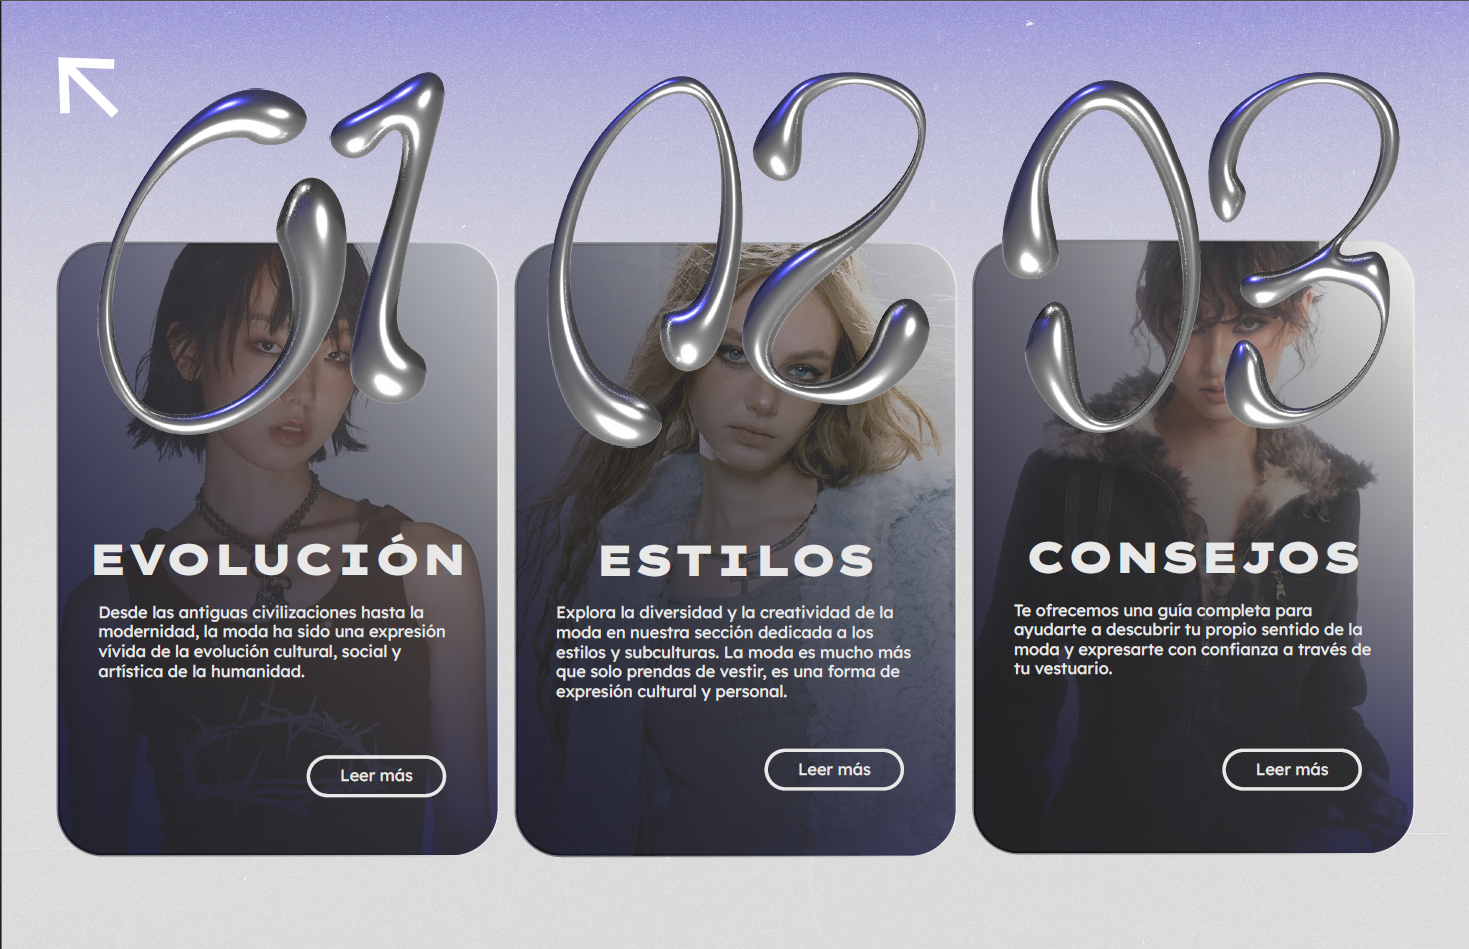 01
02
03
EVOLUCIÓN
Desde las antiguas civilizaciones hasta la
modernidad, la moda ha sido una expresión
vívida de la evolución cultural, social y
artística de la humanidad.
Leer más
ESTILOS
Explora la diversidad y la creatividad de la
moda en nuestra sección dedicada a los
estilos y subculturas. La moda es mucho más
que solo prendas de vestir, es una forma de
expresión cultural y personal.
Leer más
CONSEJOS
Te ofrecemos una guía completa para
ayudarte a descubrir tu propio sentido de la
moda y expresarte con confianza a través de
tu vestuario.
Leer más